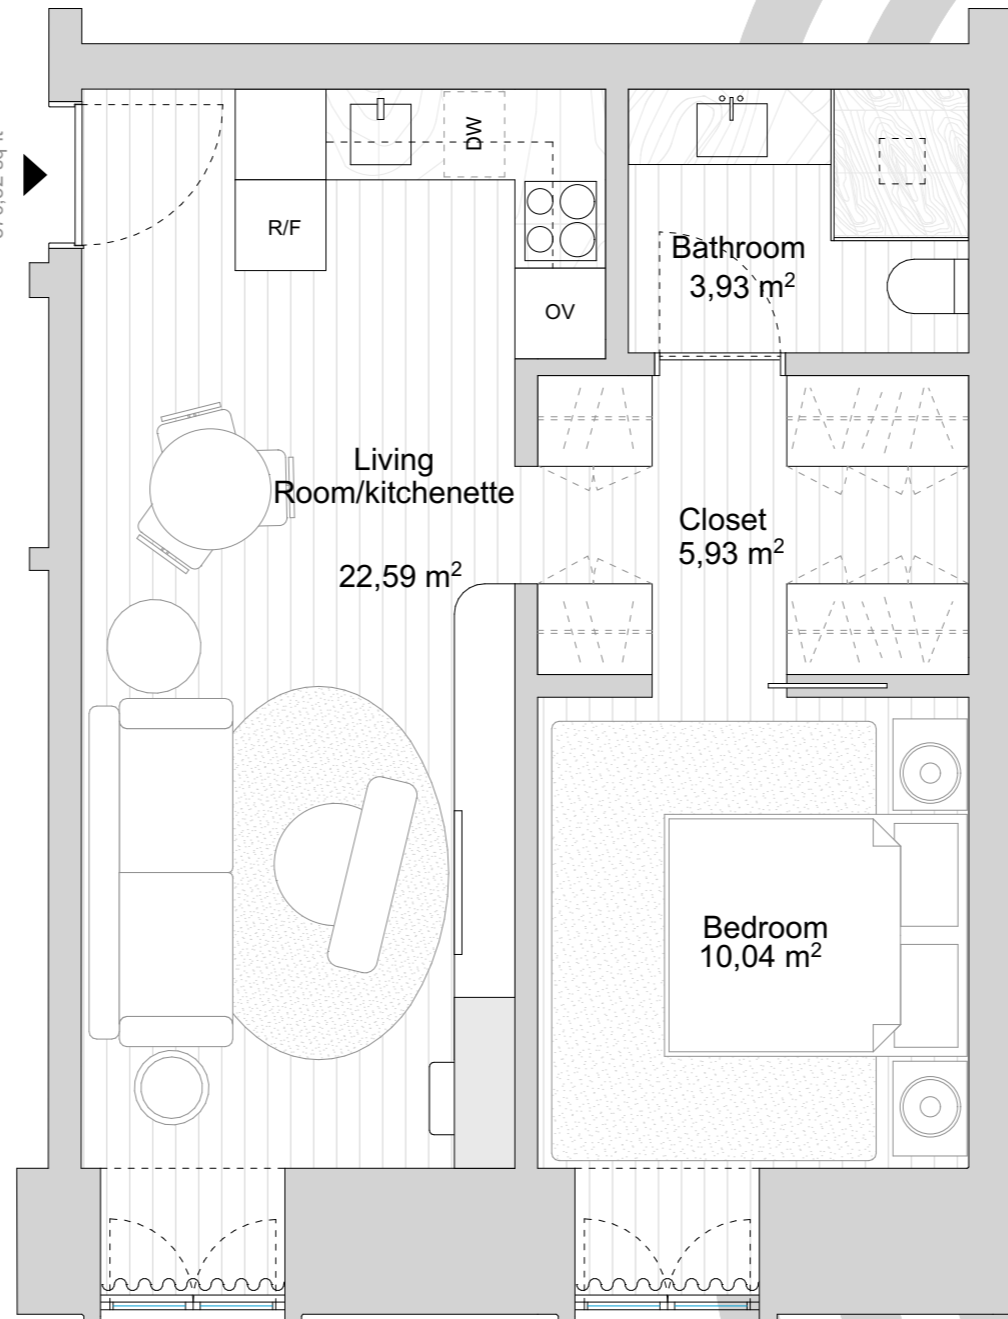 DW
R/F
Bathroom
3,93 m²
OV
Living
Room/kitchenette
22,59 m²
Closet
5,93 m²
Bedroom
10,04 m²